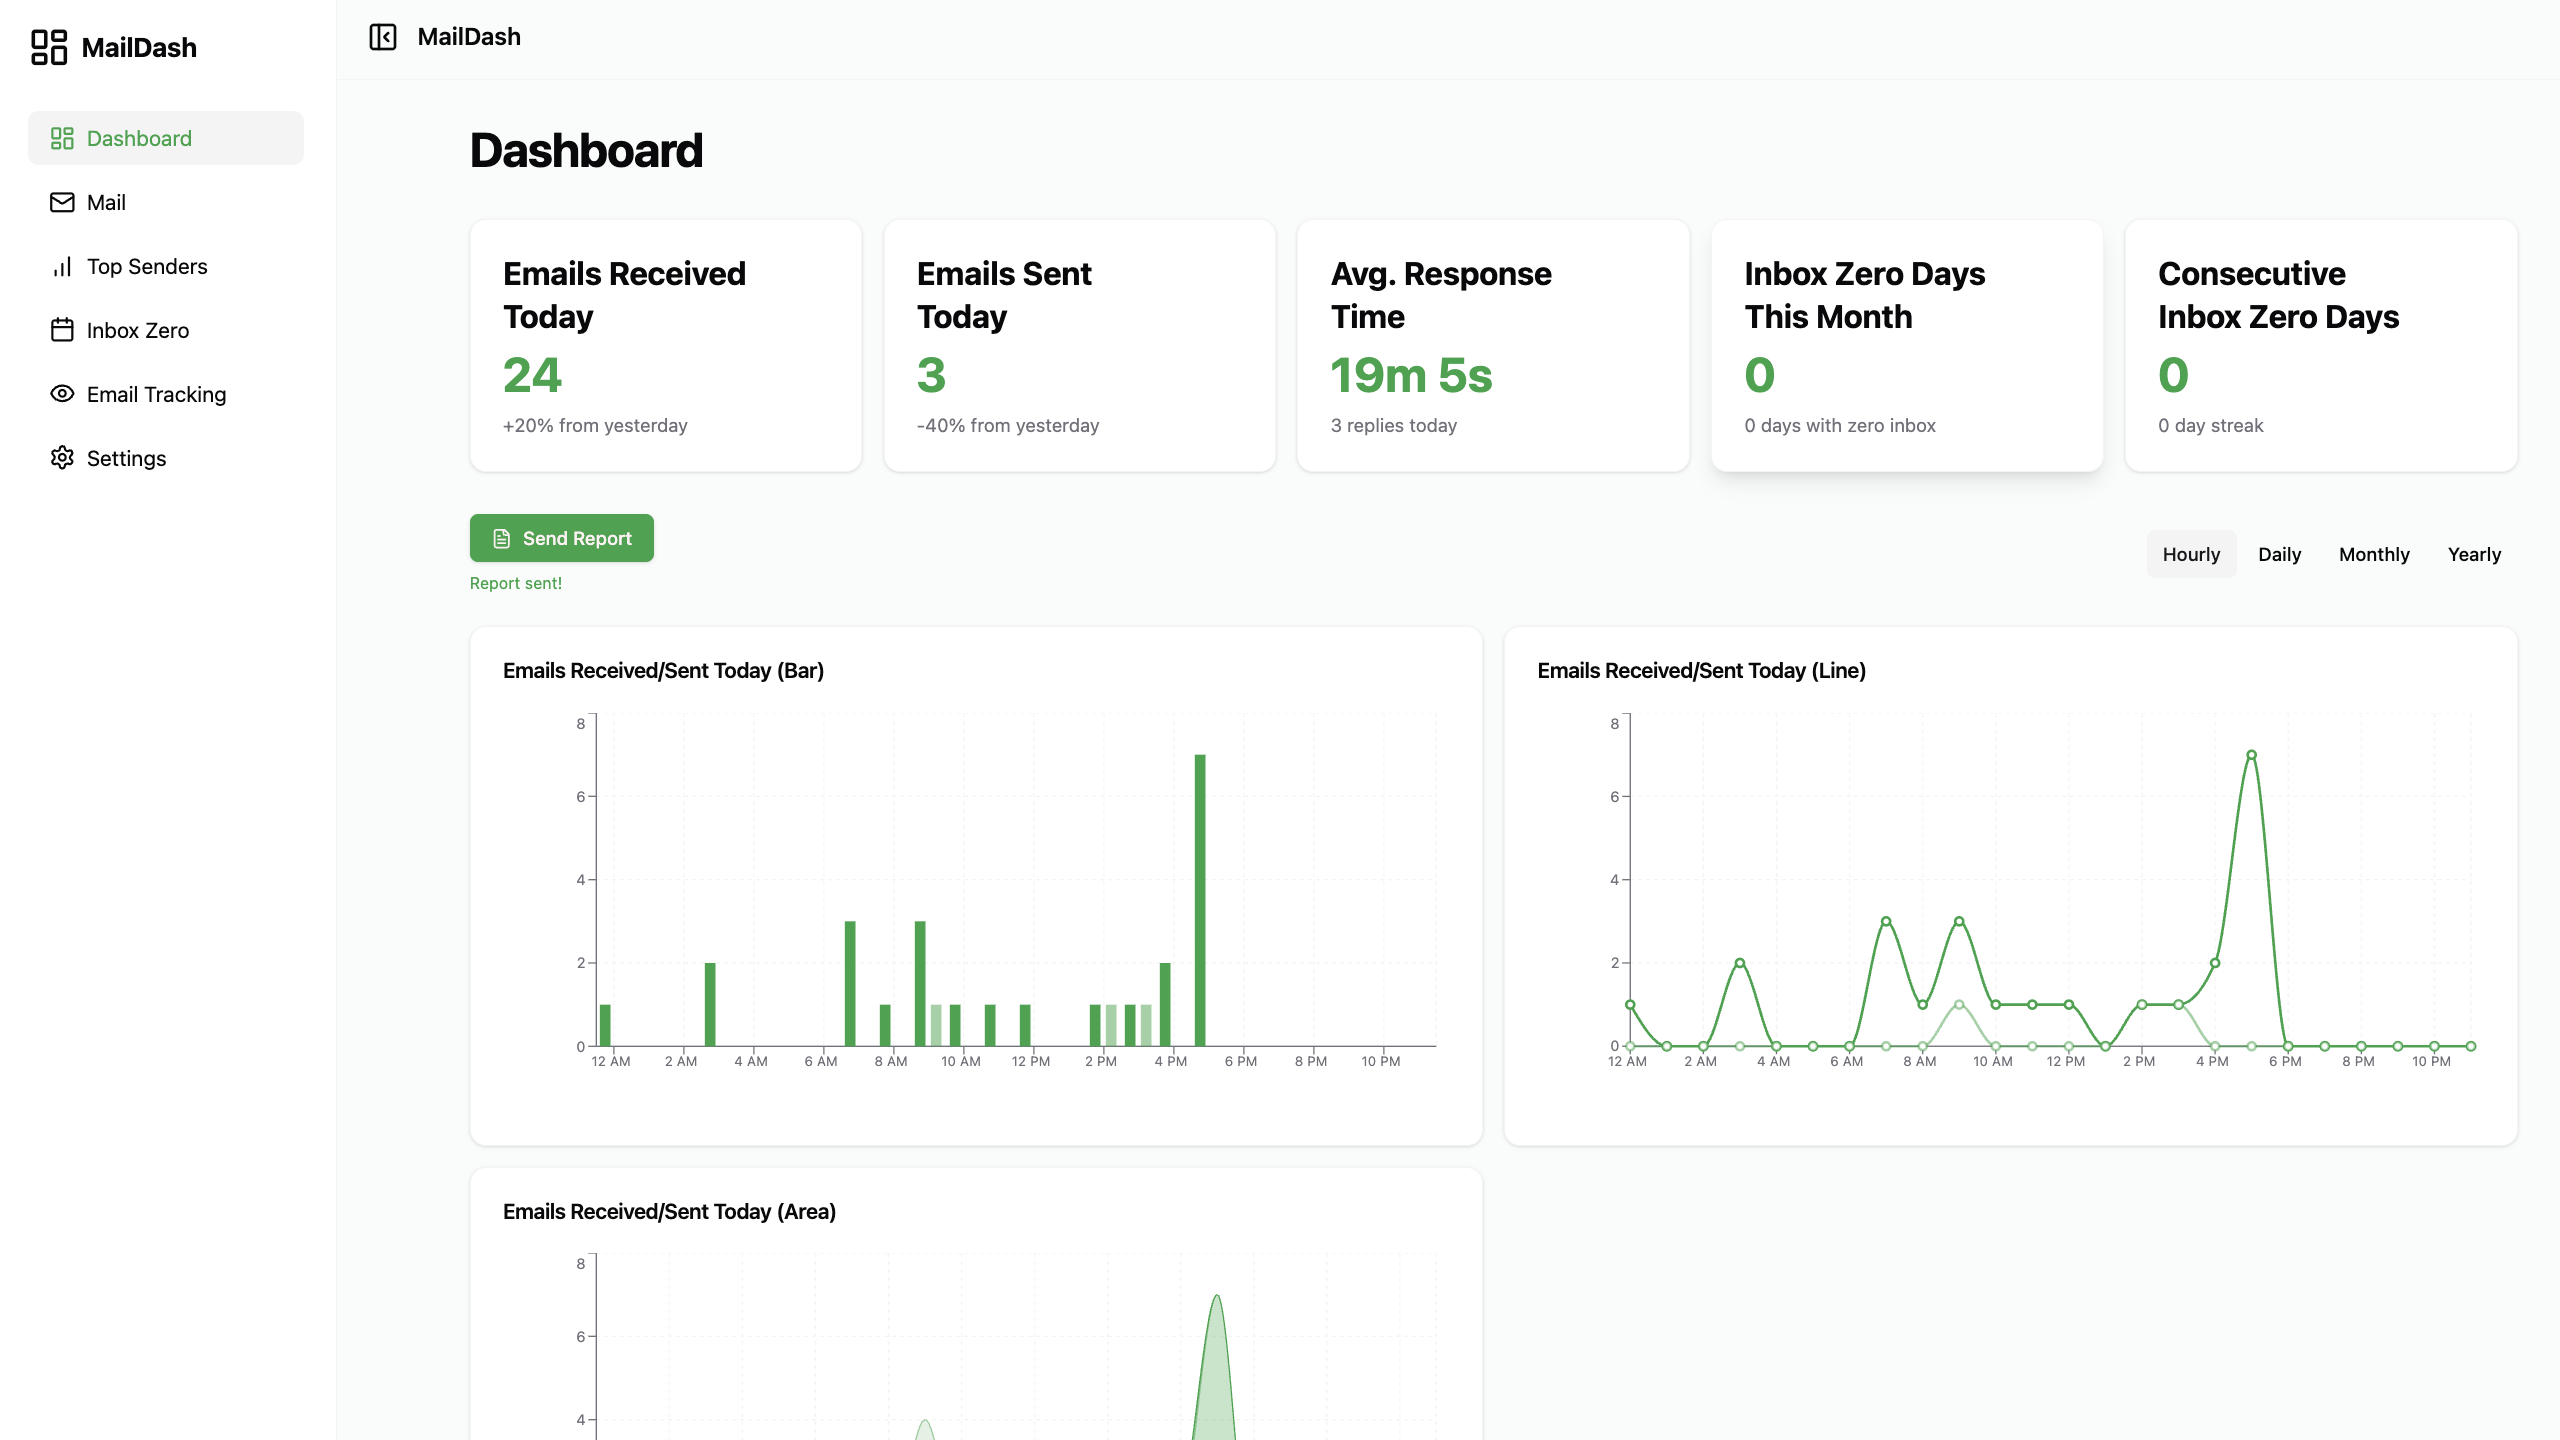 MailDash
Dashboard
Mail
Top Senders
Inbox Zero
Email Tracking
Settings
MailDash
Dashboard
Emails Received
Today
24
+20% from yesterday
Emails Sent
Today
3
-40% from yesterday
Avg. Response
Time
19m 5s
3 replies today
Inbox Zero Days
This Month
0
0 days with zero inbox
Consecutive
Inbox Zero Days
0
0 day streak
Send Report
Report sent!
Hourly Daily Monthly Yearly
Emails Received/Sent Today (Bar)
8
6
4
2
0
12 AM 2 AM 4 AM 6 AM 8 AM 10 AM 12 PM 2 PM 4 PM 6 PM 8 PM 10 PM
Emails Received/Sent Today (Line)
8
6
4
2
0
12 AM 2 AM 4 AM 6 AM 8 AM 10 AM 12 PM 2 PM 4 PM 6 PM 8 PM 10 PM
Emails Received/Sent Today (Area)
8
6
4